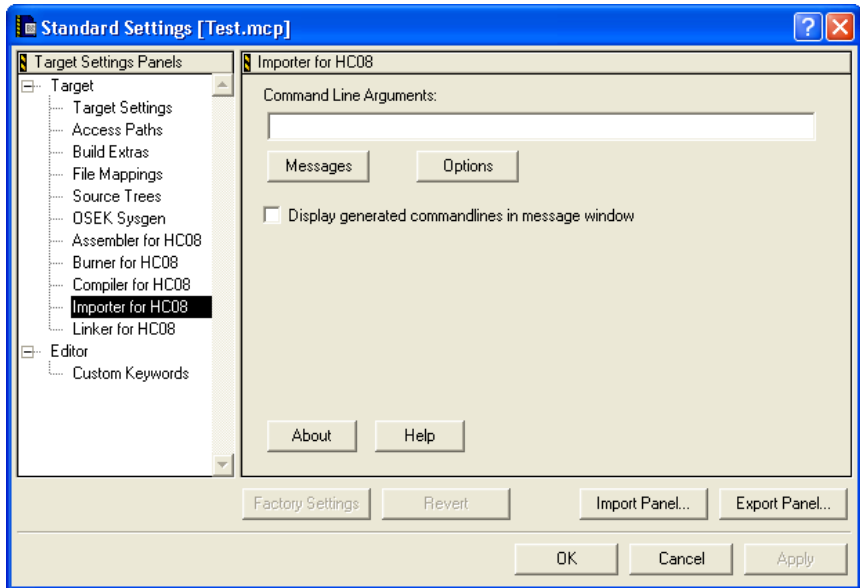 Standard Settings [Test.mcp]
Target Settings Panels
Target
Target Settings
Access Paths
Build Extras
File Mappings
Source Trees
OSEK Sysgen
Assembler for HC08
Burner for HC08
Compiler for HC08
Importer for HC08
Linker for HC08
Editor
Custom Keywords
Importer for HC08
Command Line Arguments:
Messages Options
Display generated commandlines in message window
About Help
Factory Settings Revert Import Panel... Export Panel...
OK Cancel Apply